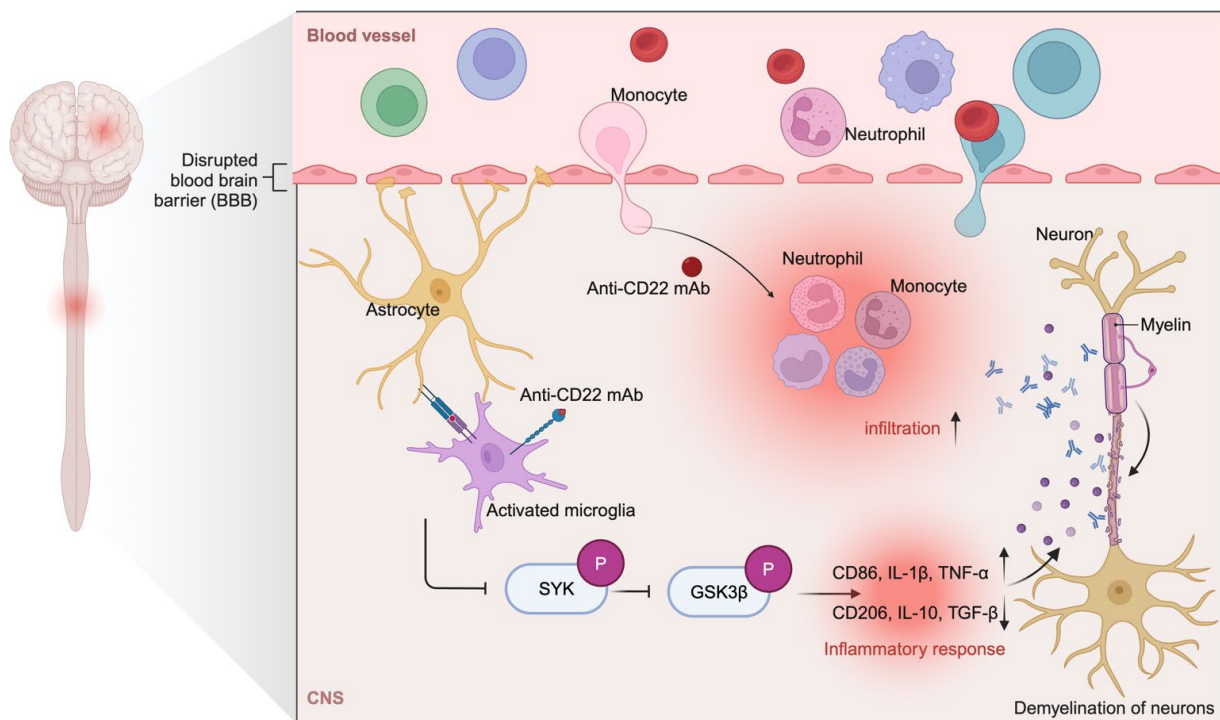 Blood vessel
Monocyte
Neutrophil
Disrupted
blood brain
barrier (BBB)
Neuron
Neutrophil
Anti-CD22 mAb
Monocyte
Astrocyte
Myelin
Anti-CD22 mAb
infiltration
Activated microglia
P
P
SYK
GSK3β
CD86, IL-1β, TNF-α
CD206, IL-10, TGF-β
Inflammatory response
CNS
Demyelination of neurons